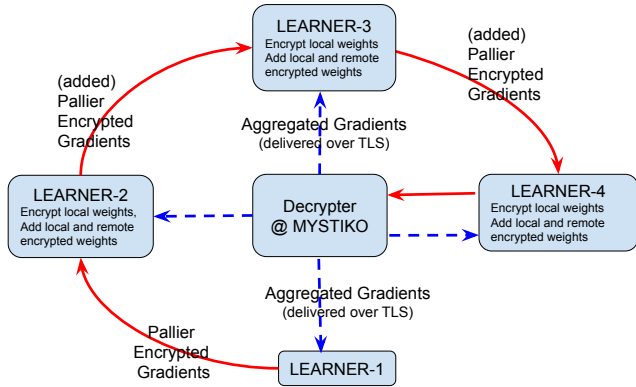 LEARNER-3
Encrypt local weights
Add local and remote
encrypted weights
(added)
Pallier
Encrypted
Gradients
(added)
Pallier
Encrypted
Gradients
Aggregated Gradients
(delivered over TLS)
LEARNER-2
Encrypt local weights,
Add local and remote
encrypted weights
Decrypter
@ MYSTIKO
LEARNER-4
Encrypt local weights
Add local and remote
encrypted weights
Aggregated Gradients
(delivered over TLS)
Pallier
Encrypted
Gradients
LEARNER-1